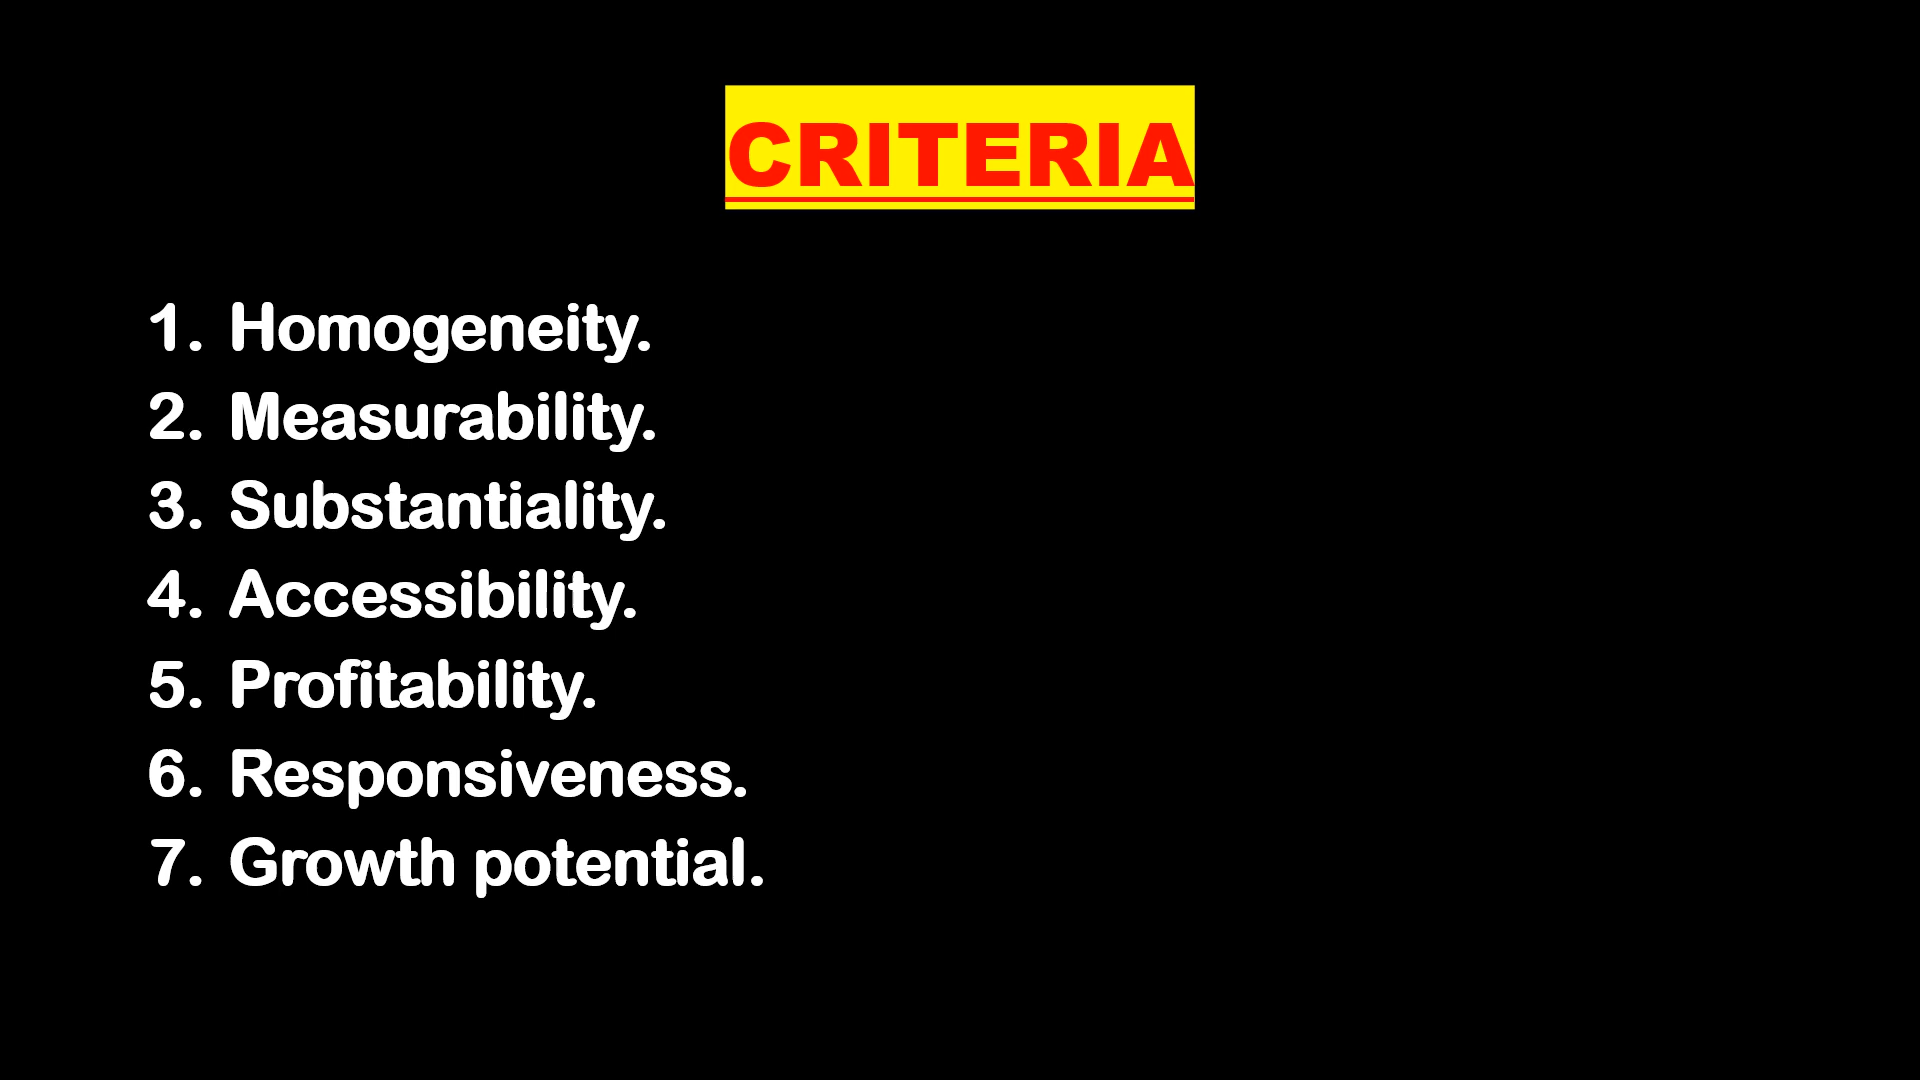 CRITERIA
1. Homogeneity.
2. Measurability.
3. Substantiality.
4. Accessibility.
5. Profitability.
6. Responsiveness.
7. Growth potential.